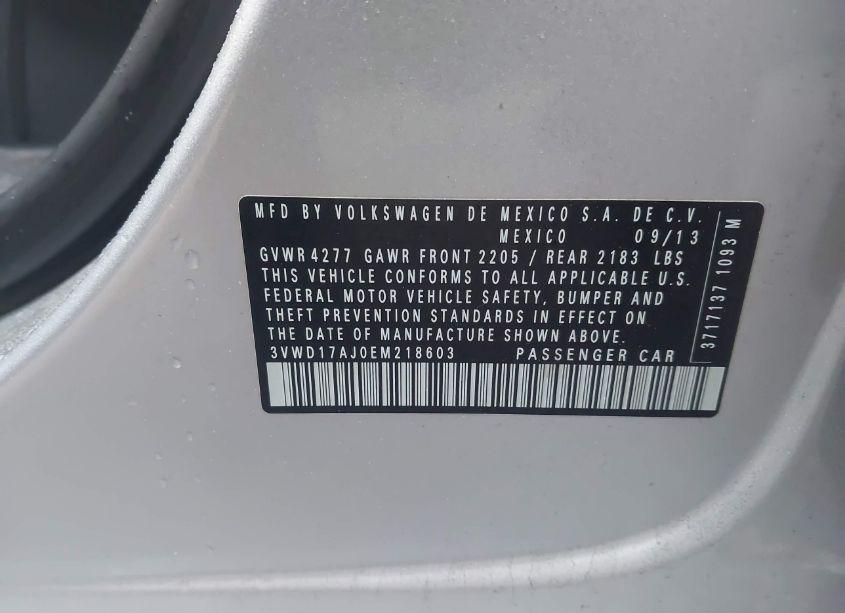 MFD BY VOLKSWAGEN DE MEXICO S.A. DE C.V.
MEXICO 09/13
GVWR 4277 GAWR FRONT 2205 / REAR 2183 LBS
THIS VEHICLE CONFORMS TO ALL APPLICABLE U.S.
FEDERAL MOTOR VEHICLE SAFETY, BUMPER AND
THEFT PREVENTION STANDARDS IN EFFECT ON
THE DATE OF MANUFACTURE SHOWN ABOVE.
3VWD17AJ0EM218603 PASSENGER CAR
3717137 1093 M